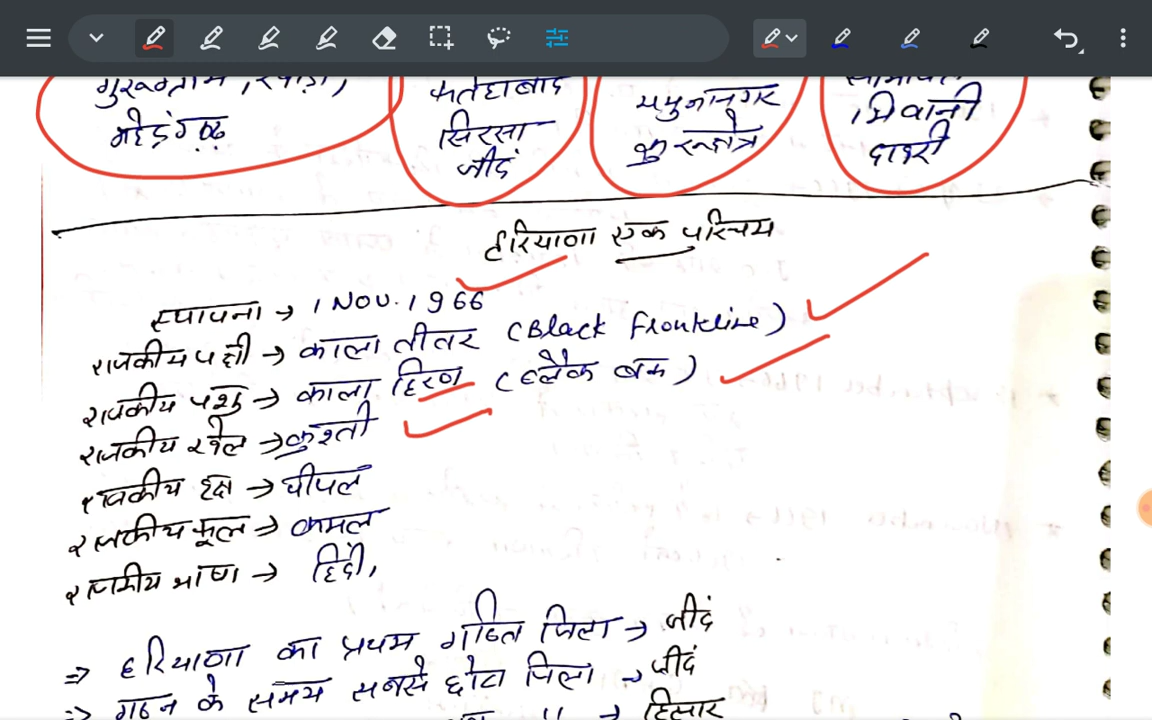 फतेहाबाद
सिरसा
जींद
यमुनानगर
कुरुक्षेत्र
भिवानी
दादरी
महेंद्रगढ़
हरियाणा एक परिचय
स्थापना → 1 NOV. 1966
राजकीय पक्षी → काला तीतर (Black Fronkline)
राजकीय पशु → काला हिरण (ब्लैक बक)
राजकीय खेल → कुश्ती
राजकीय वृक्ष → पीपल
राजकीय फूल → कमल
राजकीय भाषा → हिंदी,
⇒ हरियाणा का प्रथम गठित जिला → जींद
⇒ गठन के समय सबसे छोटा जिला → जींद
→ हिसार